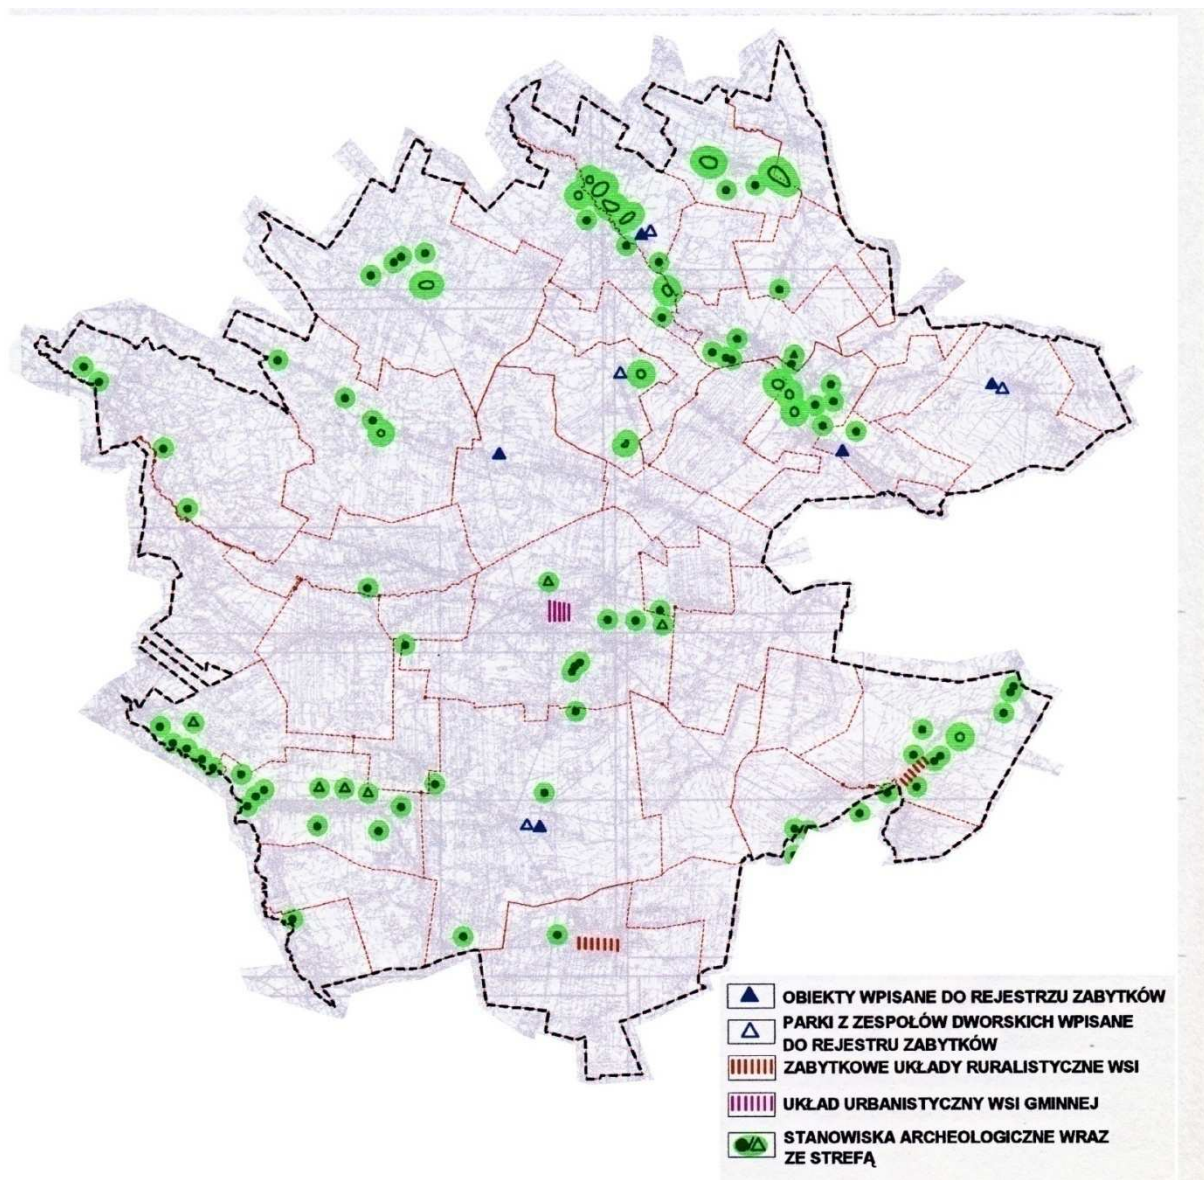 OBIEKTY WPISANE DO REJESTRZU ZABYTKÓW
PARKI Z ZESPOŁÓW DWORSKICH WPISANE
DO REJESTRU ZABYTKÓW
ZABYTKOWE UKŁADY RURALISTYCZNE WSI
UKŁAD URBANISTYCZNY WSI GMINNEJ
STANOWISKA ARCHEOLOGICZNE WRAZ
ZE STREFĄ